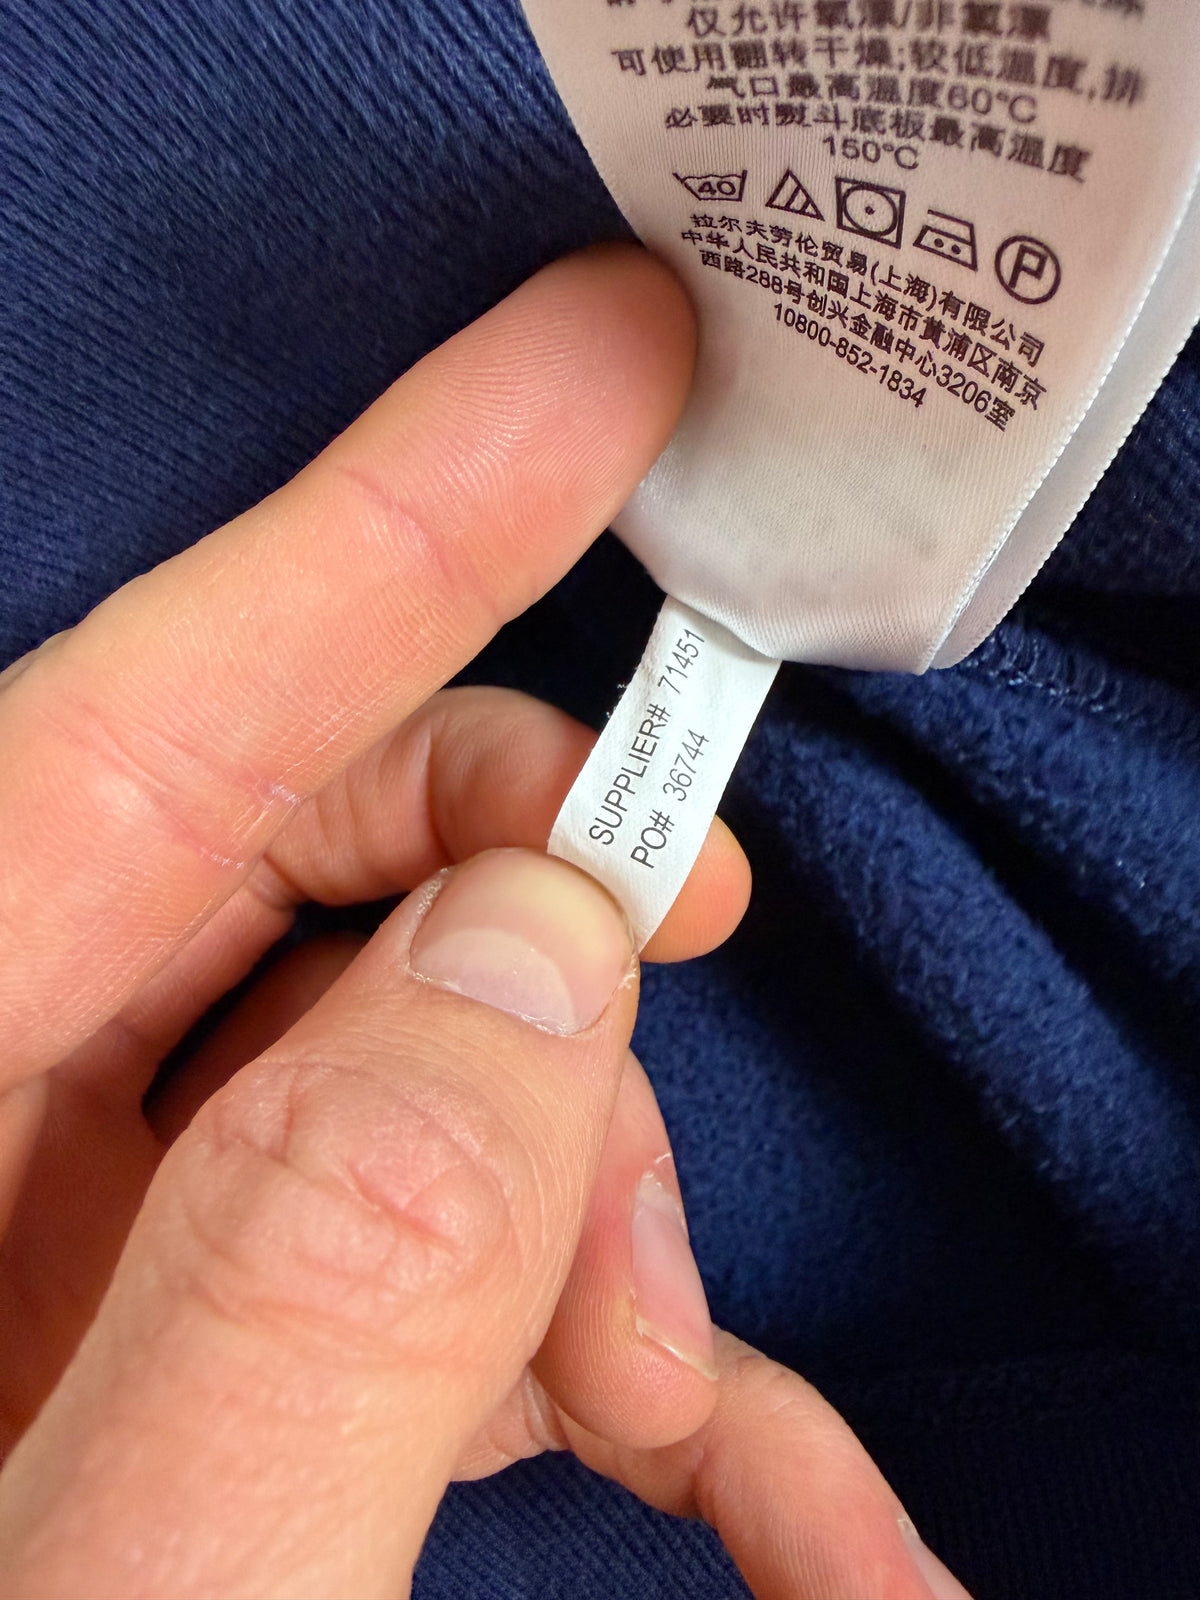 仅允许氧漂/非氯漂
可使用翻转干燥;较低温度,排
气口最高温度60°C
必要时熨斗底板最高温度
150°C
40 P
拉尔夫劳伦贸易(上海)有限公司
中华人民共和国上海市黄浦区南京
西路288号创兴金融中心3206室
10800-852-1834
SUPPLIER# 71451
PO# 36744